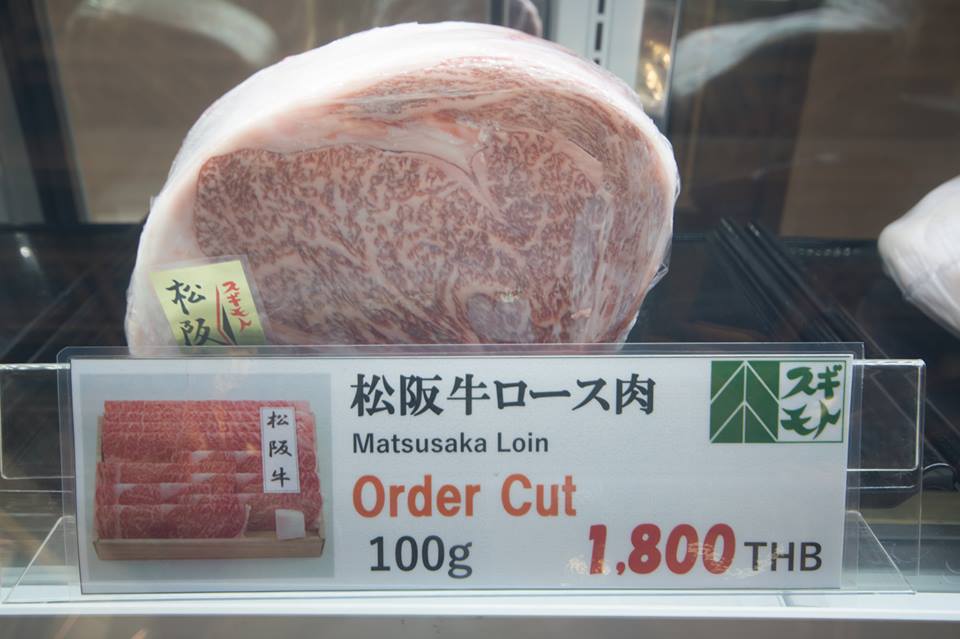 松阪
スギモト
松阪牛
松阪牛ロース肉
スギモト
Matsusaka Loin
Order Cut
100g
1,800 THB